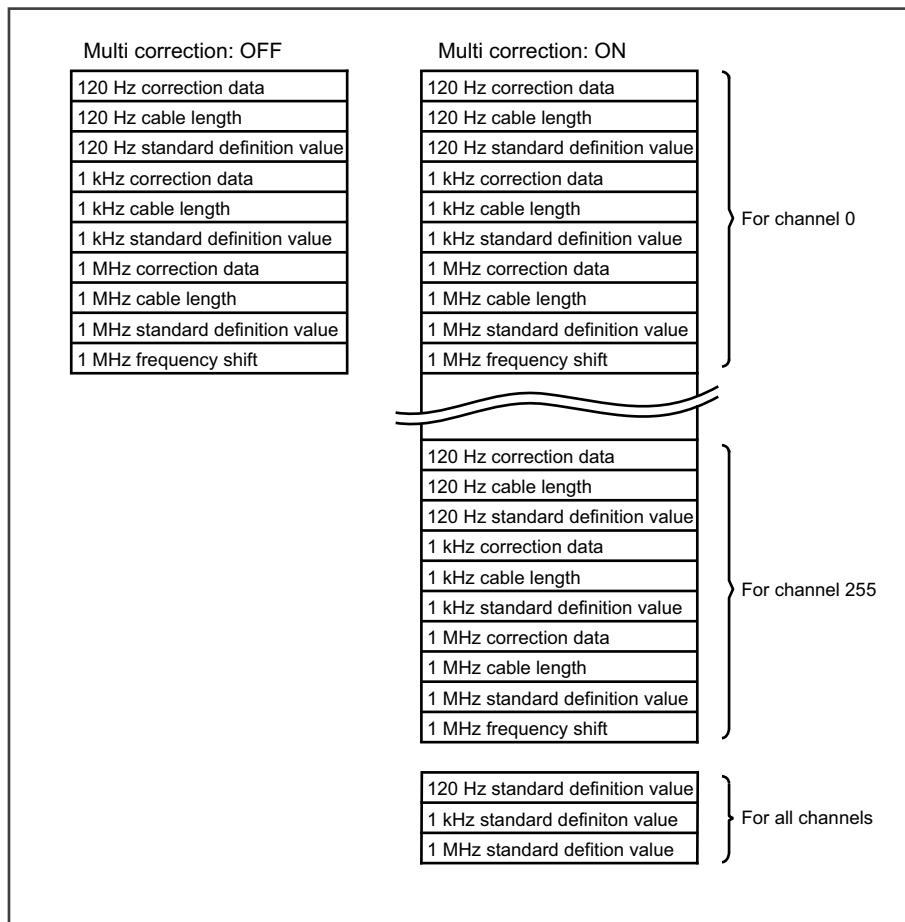 Multi correction: OFF
120 Hz correction data
120 Hz cable length
120 Hz standard definition value
1 kHz correction data
1 kHz cable length
1 kHz standard definition value
1 MHz correction data
1 MHz cable length
1 MHz standard definition value
1 MHz frequency shift
Multi correction: ON
120 Hz correction data
120 Hz cable length
120 Hz standard definition value
1 kHz correction data
1 kHz cable length
1 kHz standard definition value
1 MHz correction data
1 MHz cable length
1 MHz standard definition value
1 MHz frequency shift
For channel 0
120 Hz correction data
120 Hz cable length
120 Hz standard definition value
1 kHz correction data
1 kHz cable length
1 kHz standard definition value
1 MHz correction data
1 MHz cable length
1 MHz standard definition value
1 MHz frequency shift
For channel 255
120 Hz standard definition value
1 kHz standard definiton value
1 MHz standard defition value
For all channels